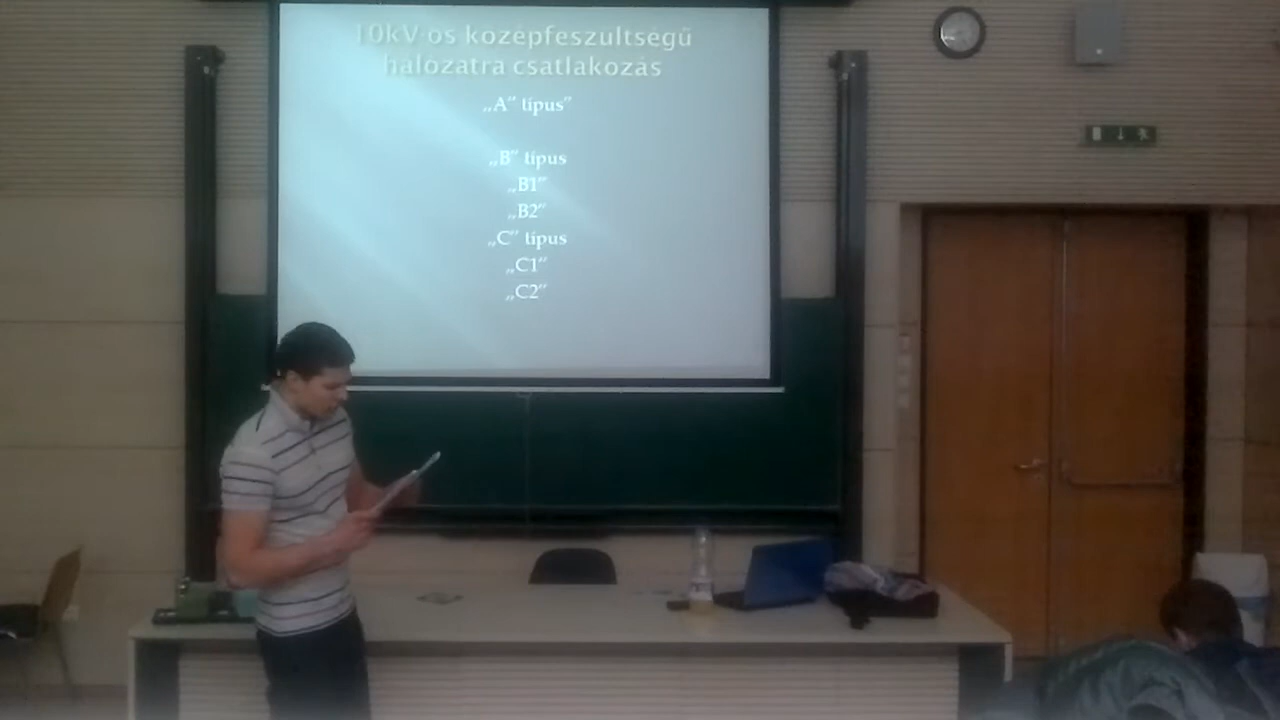 10kV-os középfeszültségű
hálózatra csatlakozás
„A” típus”
„B” típus
„B1”
„B2”
„C” típus
„C1”
„C2”